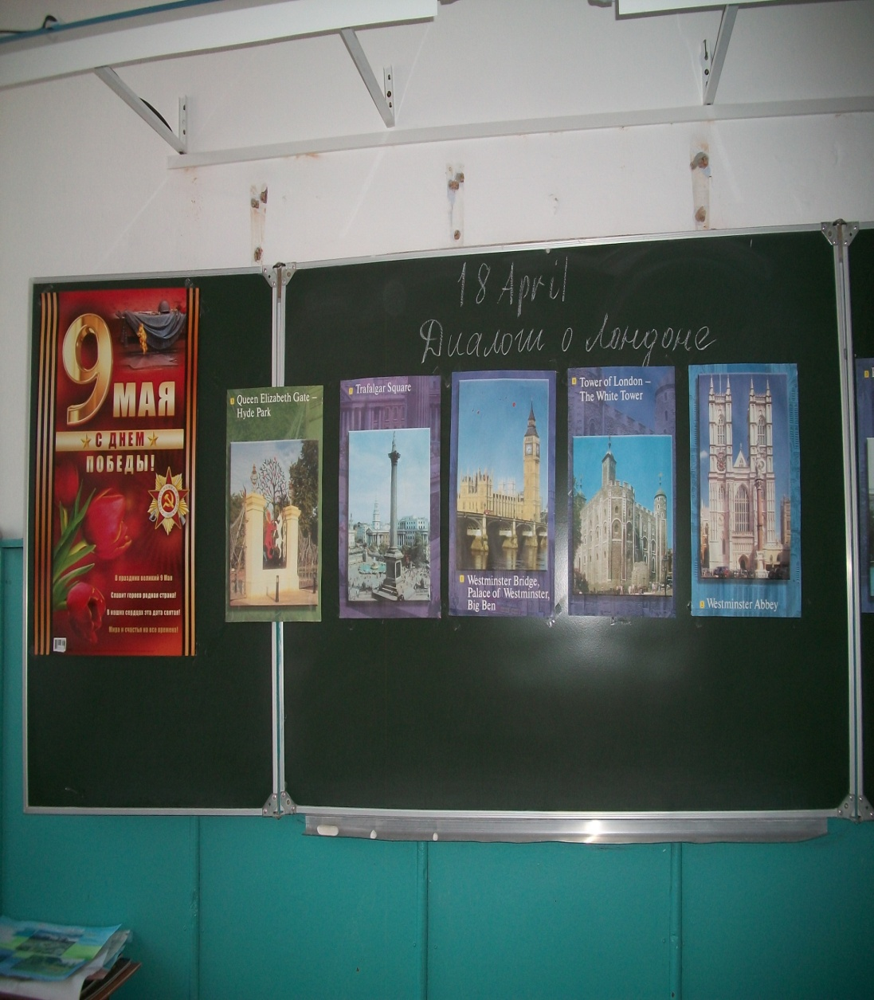 18 April
Диалоги о Лондоне
9
МАЯ
С ДНЕМ
ПОБЕДЫ!
В праздник великий 9 Мая
Славит героев родная страна!
В наших сердцах эта дата святая!
Мира и счастья на все времена!
Queen Elizabeth Gate –
Hyde Park
Trafalgar Square
Westminster Bridge,
Palace of Westminster,
Big Ben
Tower of London –
The White Tower
Westminster Abbey